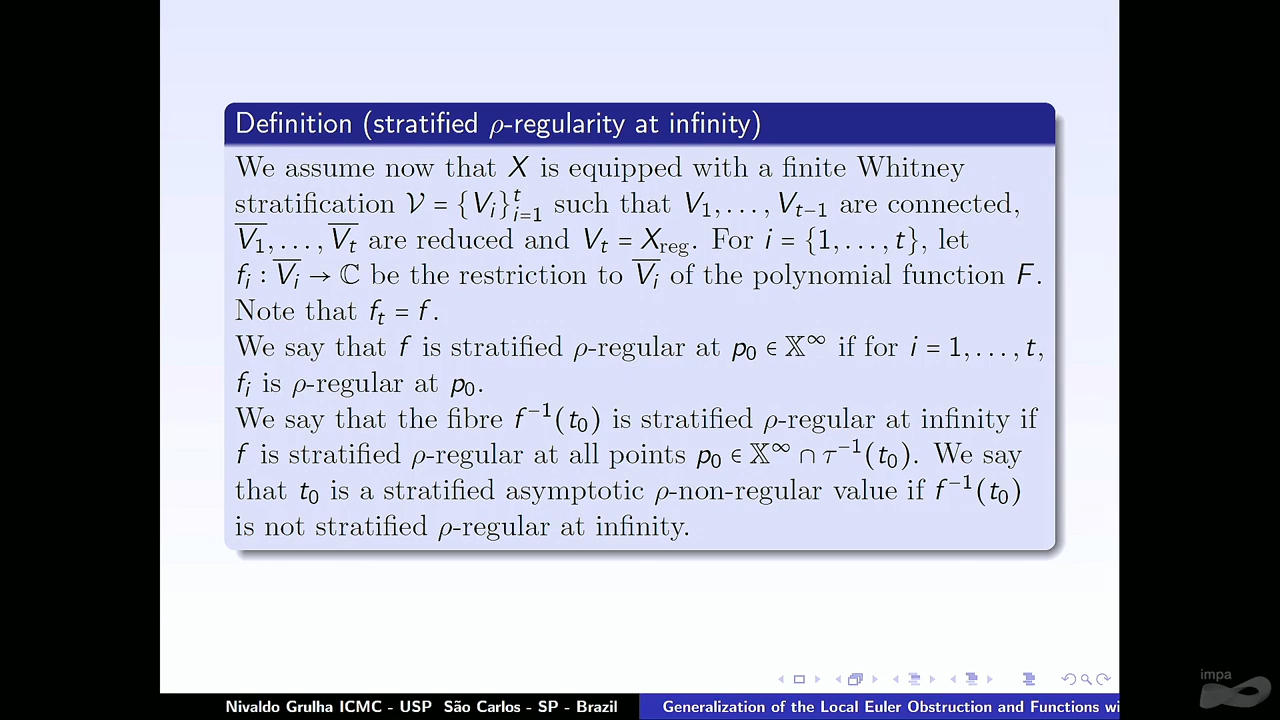 Definition (stratified ρ-regularity at infinity)
We assume now that X is equipped with a finite Whitney
stratification 𝒱 = {V_i}_{i=1}^t such that V_1, …, V_{t−1} are connected,
\overline{V_1}, …, \overline{V_t} are reduced and V_t = X_reg. For i = {1, …, t}, let
f_i : \overline{V_i} → ℂ be the restriction to \overline{V_i} of the polynomial function F.
Note that f_t = f.
We say that f is stratified ρ-regular at p_0 ∈ 𝕏^∞ if for i = 1, …, t,
f_i is ρ-regular at p_0.
We say that the fibre f^{−1}(t_0) is stratified ρ-regular at infinity if
f is stratified ρ-regular at all points p_0 ∈ 𝕏^∞ ∩ τ^{−1}(t_0). We say
that t_0 is a stratified asymptotic ρ-non-regular value if f^{−1}(t_0)
is not stratified ρ-regular at infinity.
impa
Nivaldo Grulha ICMC - USP São Carlos - SP - Brazil
Generalization of the Local Euler Obstruction and Functions wi